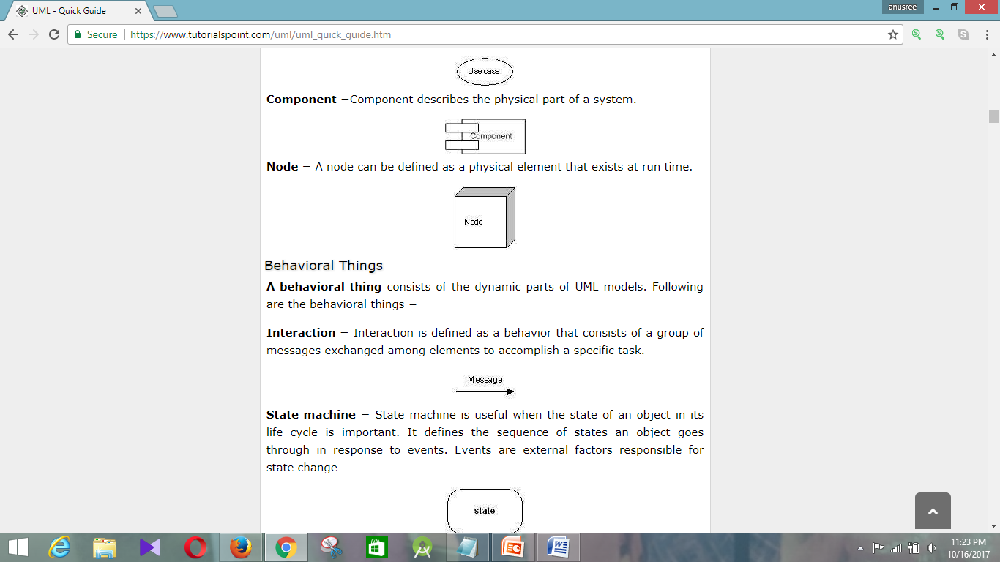 UML - Quick Guide
anusree
Secure
https://www.tutorialspoint.com/uml/uml_quick_guide.htm
Use case
Component −Component describes the physical part of a system.
Component
Node − A node can be defined as a physical element that exists at run time.
Node
Behavioral Things
A behavioral thing consists of the dynamic parts of UML models. Following
are the behavioral things −
Interaction − Interaction is defined as a behavior that consists of a group of
messages exchanged among elements to accomplish a specific task.
Message
State machine − State machine is useful when the state of an object in its
life cycle is important. It defines the sequence of states an object goes
through in response to events. Events are external factors responsible for
state change
state
11:23 PM
10/16/2017